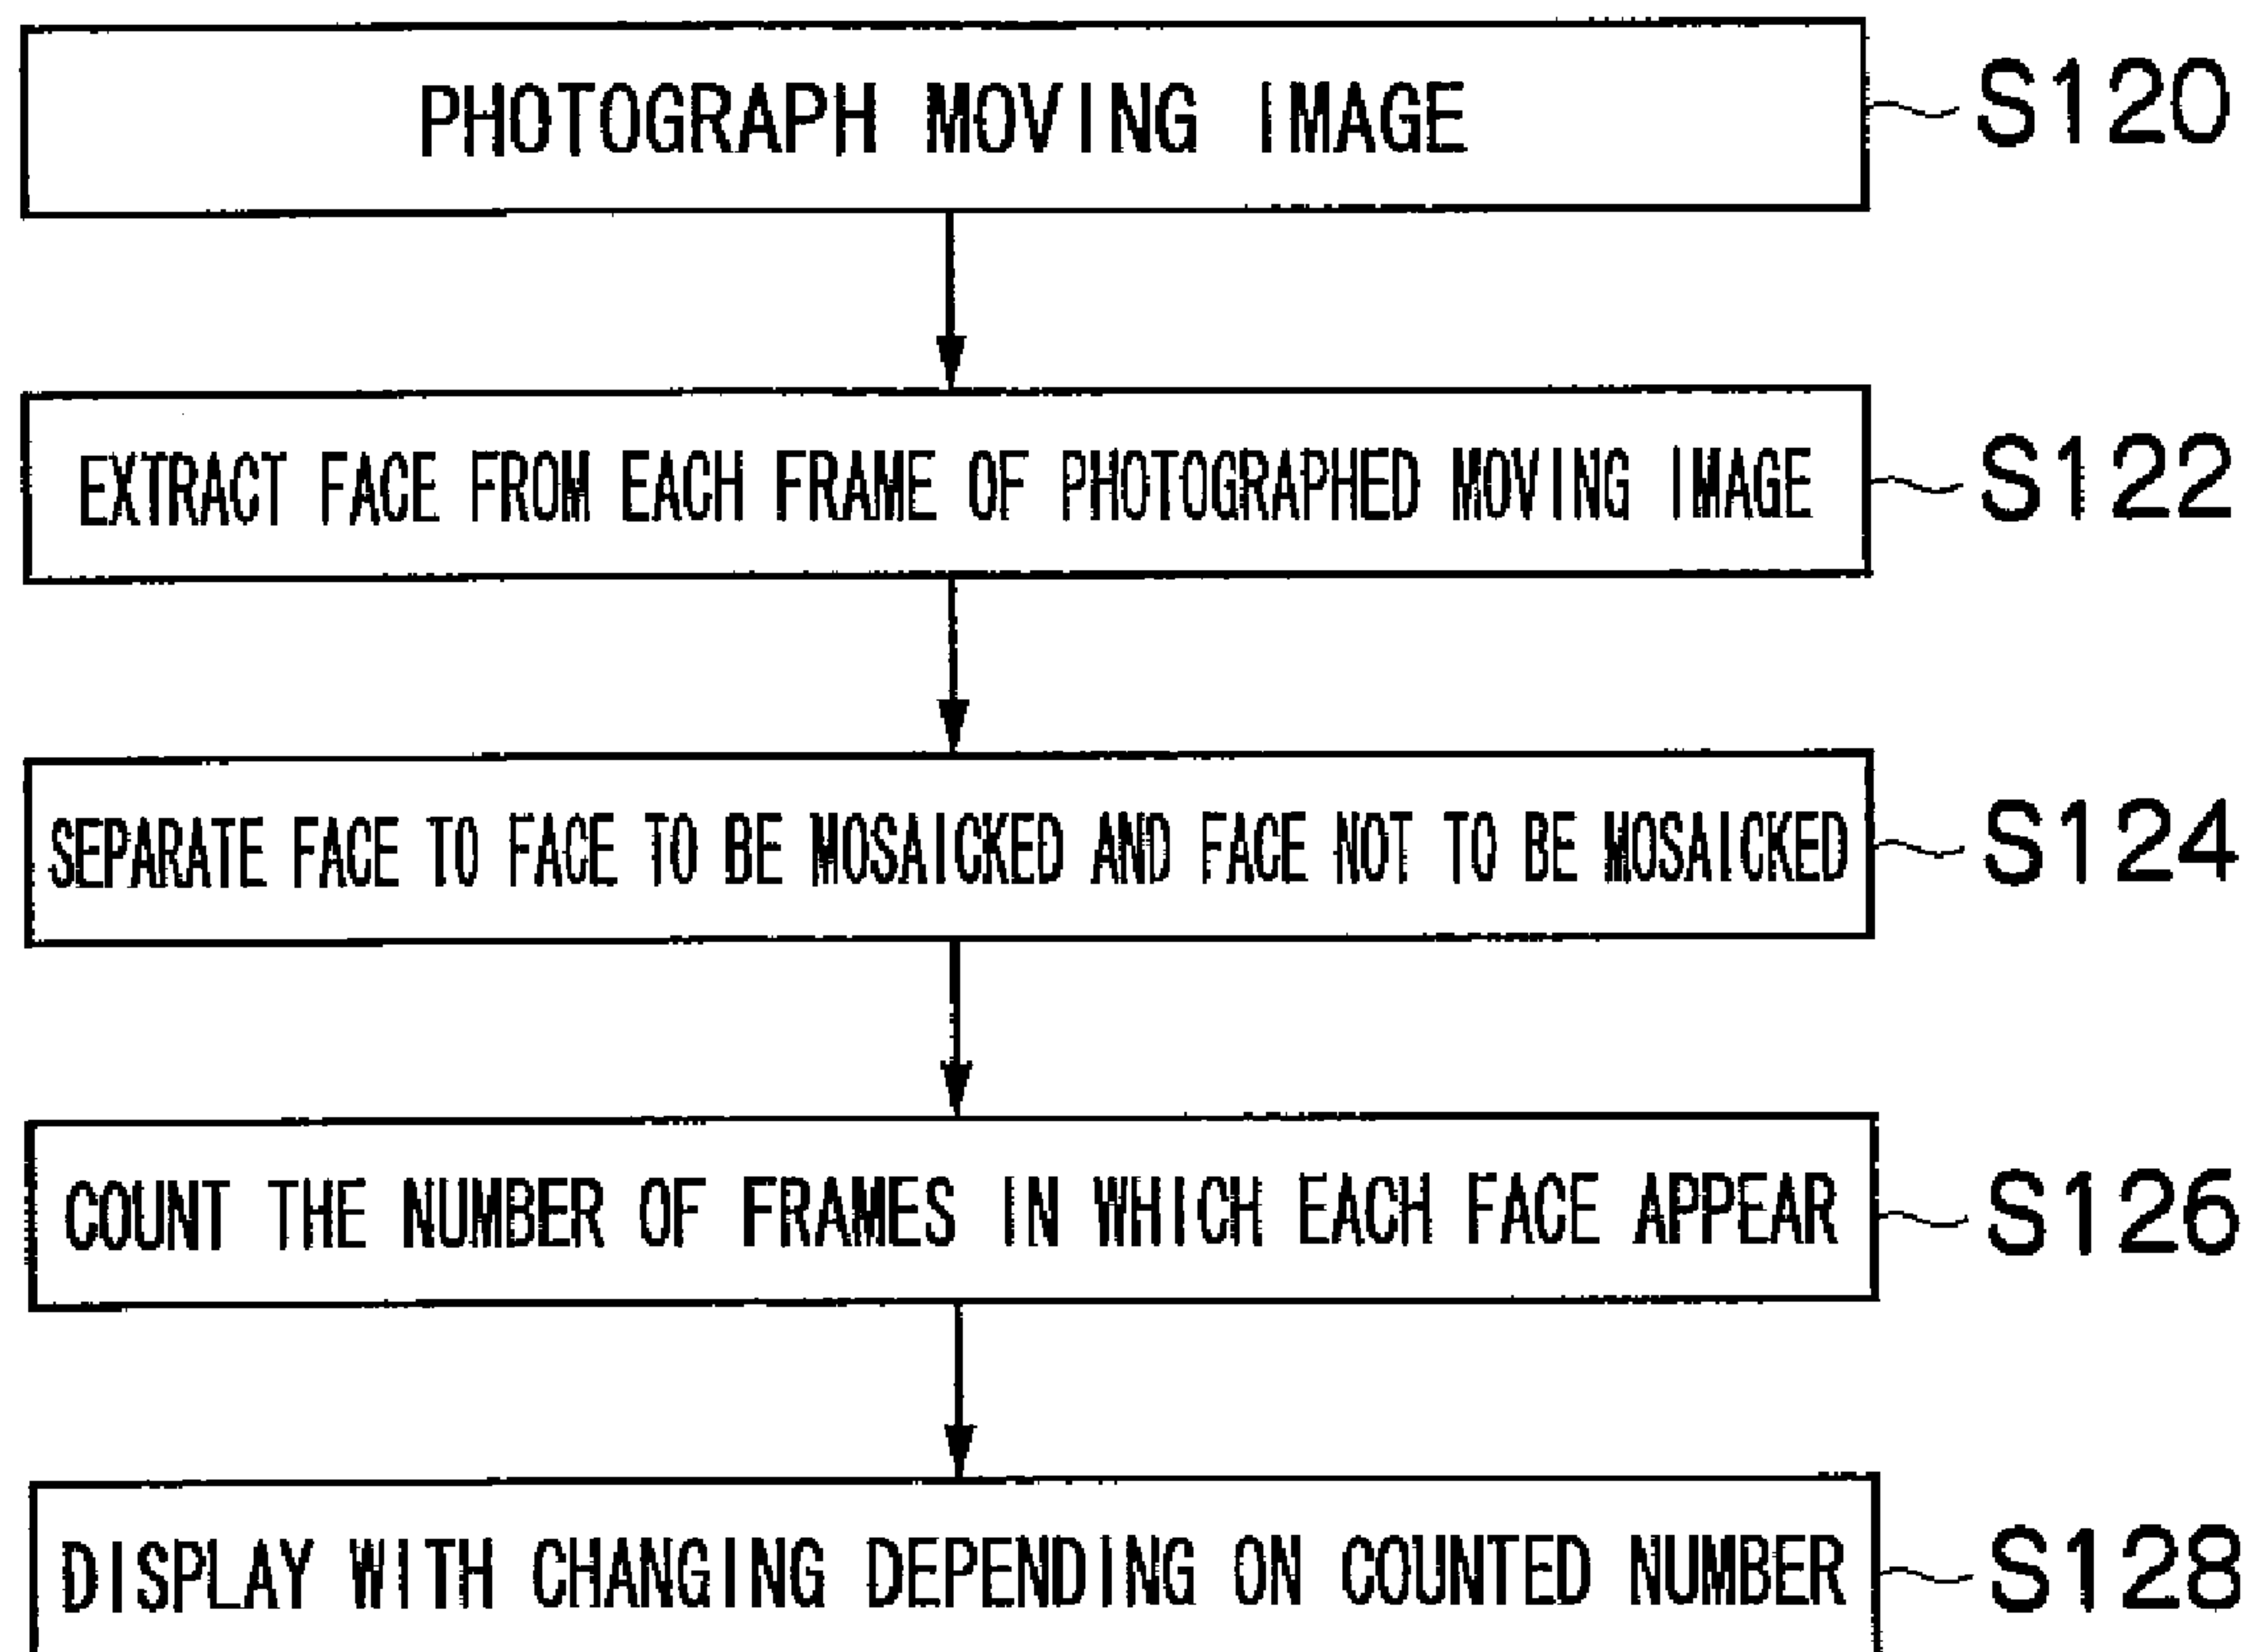 PHOTOGRAPH MOVING IMAGE S120
EXTRACT FACE FROM EACH FRAME OF PHOTOGRAPHED MOVING IMAGE S122
SEPARATE FACE TO FACE TO BE MOSAICKED AND FACE NOT TO BE MOSAICKED S124
COUNT THE NUMBER OF FRAMES IN WHICH EACH FACE APPEAR S126
DISPLAY WITH CHANGING DEPENDING ON COUNTED NUMBER S128